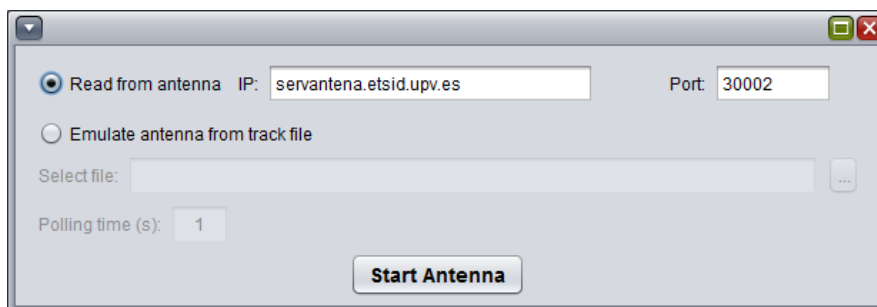 Read from antenna IP: servantena.etsid.upv.es Port: 30002
Emulate antenna from track file
Select file: ...
Polling time (s): 1
Start Antenna